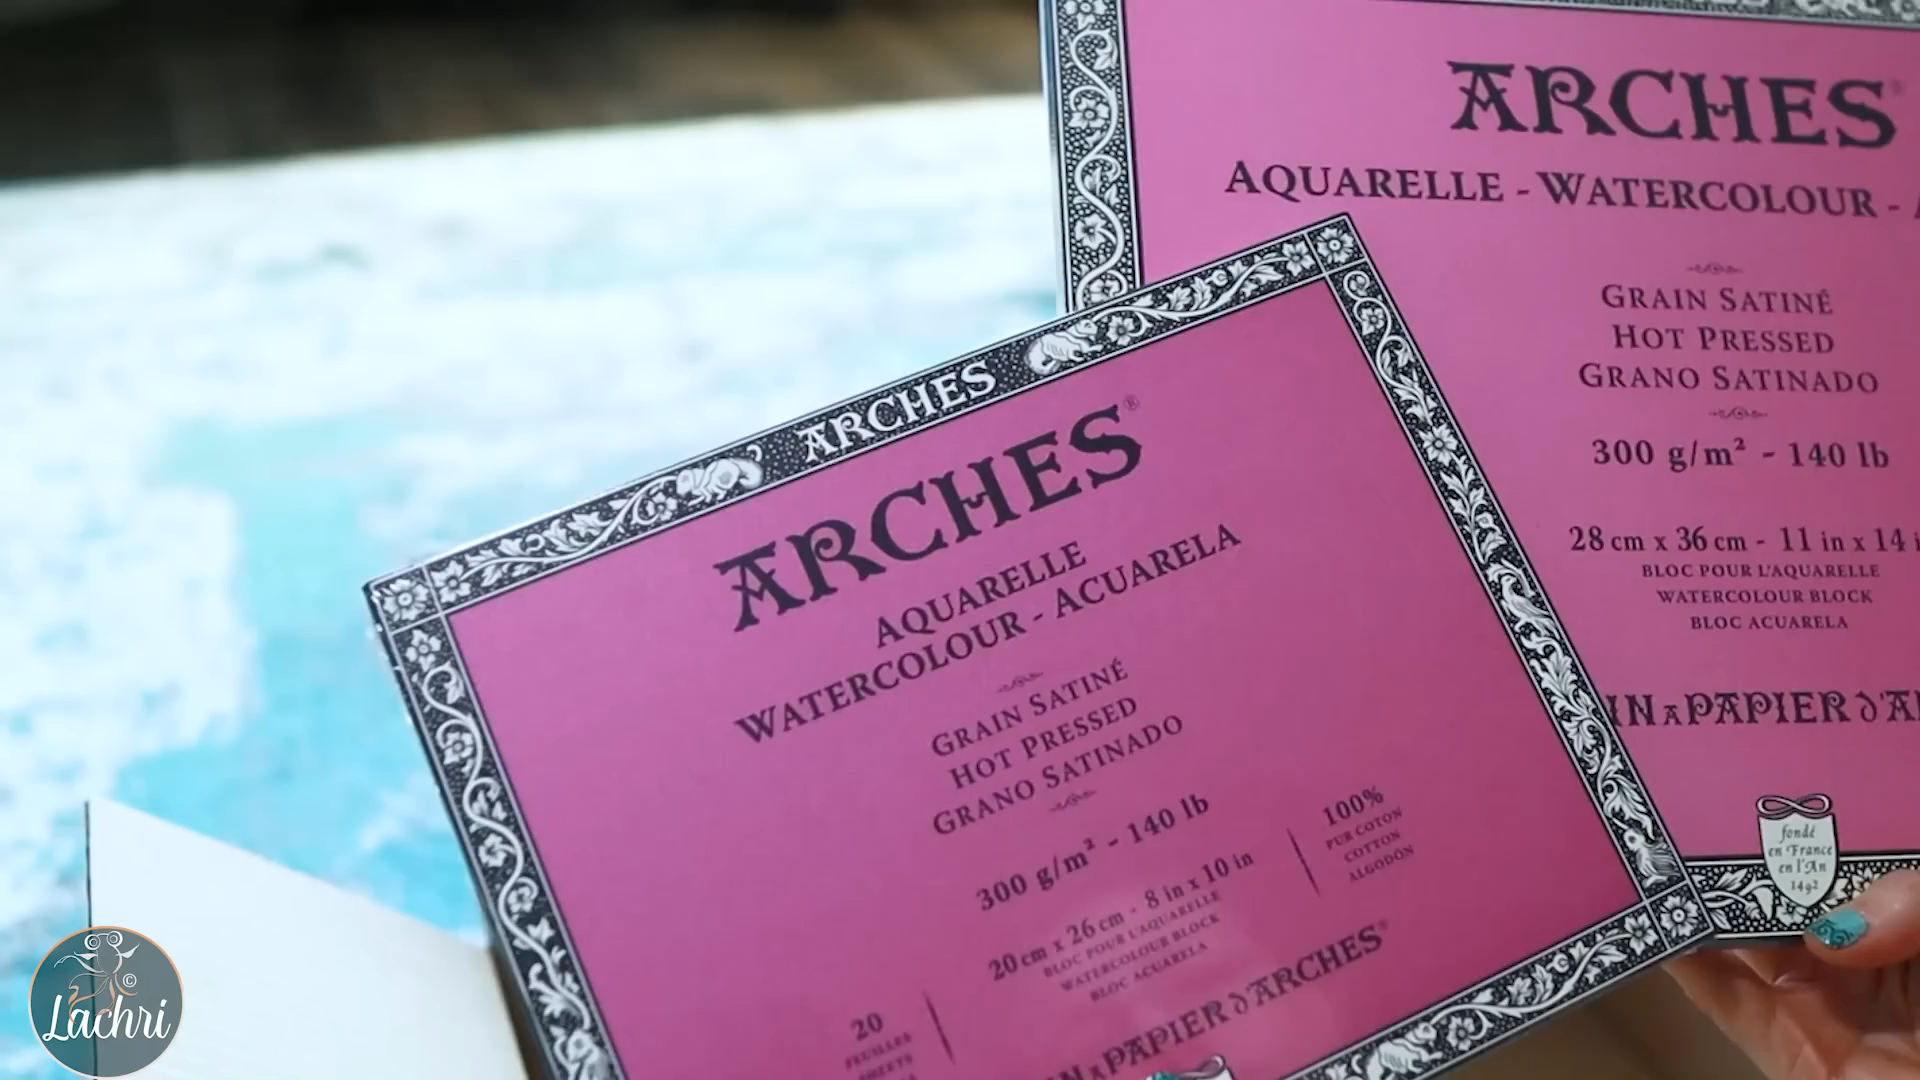 ARCHES
ARCHES®
AQUARELLE
WATERCOLOUR - ACUARELA
GRAIN SATINÉ
HOT PRESSED
GRANO SATINADO
300 g/m² - 140 lb
20 cm x 26 cm - 8 in x 10 in
BLOC POUR L'AQUARELLE
WATERCOLOUR BLOCK
BLOC ACUARELA
100%
PUR COTON
COTTON
ALGODÓN
20
FEUILLES
SHEETS
PAPIER d'ARCHES®
ARCHES®
AQUARELLE - WATERCOLOUR -
GRAIN SATINÉ
HOT PRESSED
GRANO SATINADO
300 g/m² - 140 lb
28 cm x 36 cm - 11 in x 14
BLOC POUR L'AQUARELLE
WATERCOLOUR BLOCK
BLOC ACUARELA
IN A PAPIER d'A
fondé
en France
en l'An
1492
©
Lachri